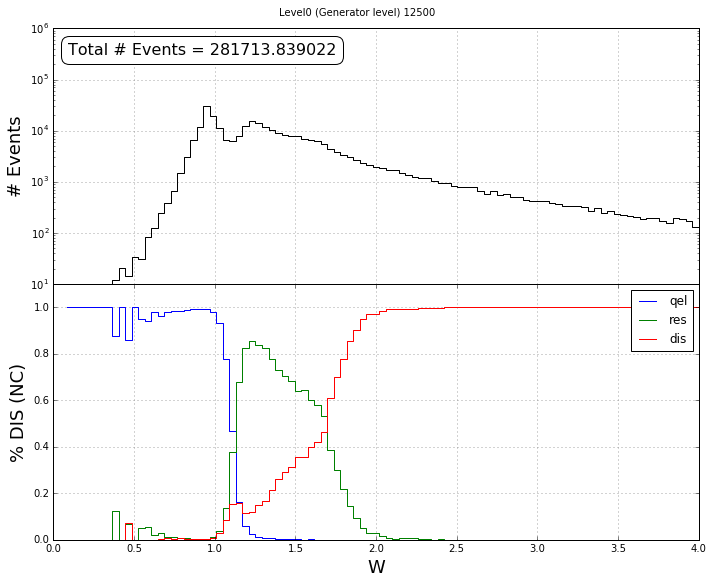 Level0 (Generator level) 12500
10^6
Total # Events = 281713.839022
10^5
10^4
10^3
10^2
10^1
# Events
qel
res
dis
1.0
0.8
0.6
0.4
0.2
0.0
% DIS (NC)
0.0 0.5 1.0 1.5 2.0 2.5 3.0 3.5 4.0
W